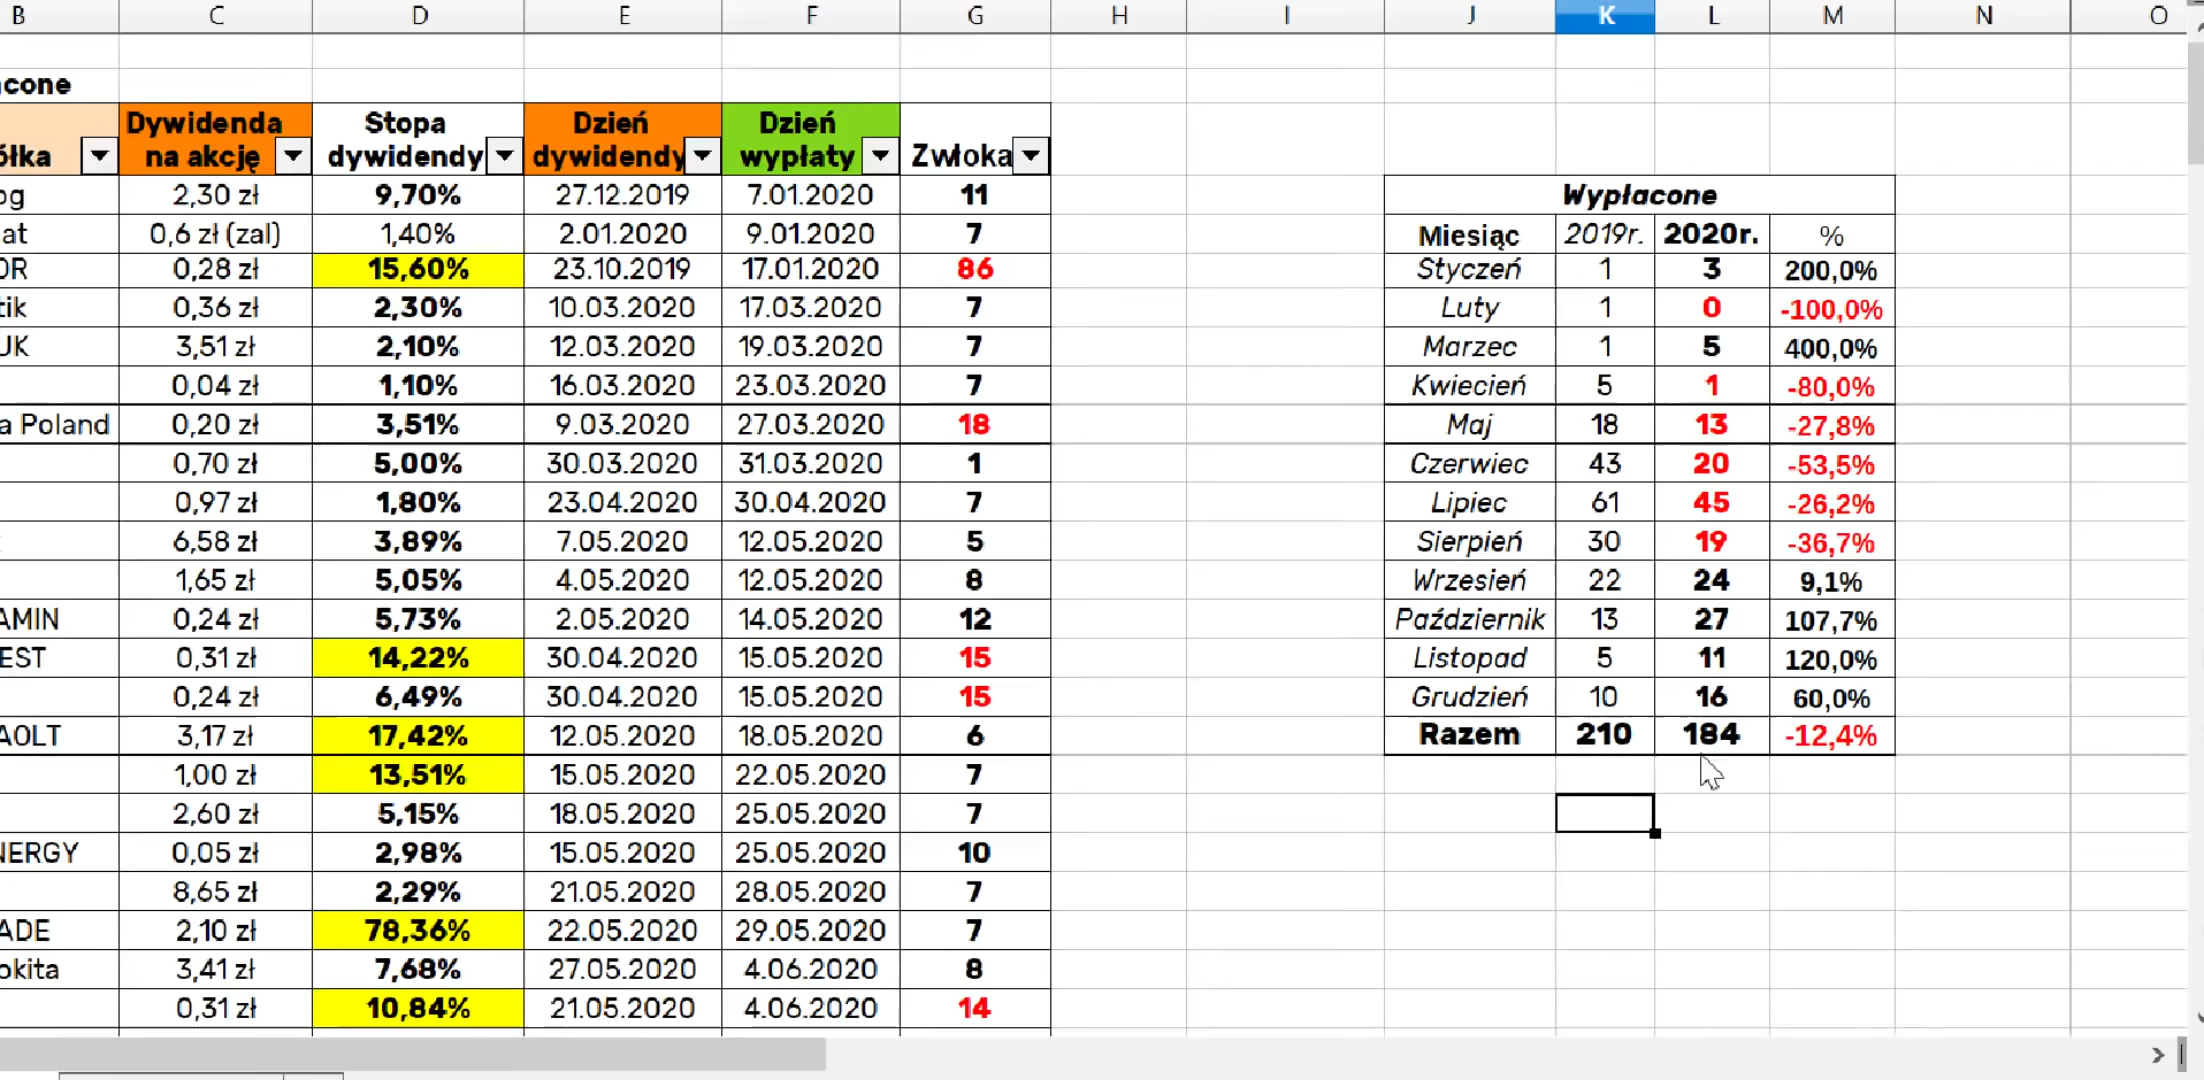 B C D E F G H I J K L M N O
cone
Dywidenda na akcję Stopa dywidendy Dzień dywidendy Dzień wypłaty Zwłoka
ółka
og 2,30 zł 9,70% 27.12.2019 7.01.2020 11 Wypłacone
at 0,6 zł (zal) 1,40% 2.01.2020 9.01.2020 7 Miesiąc 2019r. 2020r. %
OR 0,28 zł 15,60% 23.10.2019 17.01.2020 86 Styczeń 1 3 200,0%
tik 0,36 zł 2,30% 10.03.2020 17.03.2020 7 Luty 1 0 -100,0%
UK 3,51 zł 2,10% 12.03.2020 19.03.2020 7 Marzec 1 5 400,0%
0,04 zł 1,10% 16.03.2020 23.03.2020 7 Kwiecień 5 1 -80,0%
a Poland 0,20 zł 3,51% 9.03.2020 27.03.2020 18 Maj 18 13 -27,8%
0,70 zł 5,00% 30.03.2020 31.03.2020 1 Czerwiec 43 20 -53,5%
0,97 zł 1,80% 23.04.2020 30.04.2020 7 Lipiec 61 45 -26,2%
6,58 zł 3,89% 7.05.2020 12.05.2020 5 Sierpień 30 19 -36,7%
1,65 zł 5,05% 4.05.2020 12.05.2020 8 Wrzesień 22 24 9,1%
AMIN 0,24 zł 5,73% 2.05.2020 14.05.2020 12 Październik 13 27 107,7%
EST 0,31 zł 14,22% 30.04.2020 15.05.2020 15 Listopad 5 11 120,0%
0,24 zł 6,49% 30.04.2020 15.05.2020 15 Grudzień 10 16 60,0%
AOLT 3,17 zł 17,42% 12.05.2020 18.05.2020 6 Razem 210 184 -12,4%
1,00 zł 13,51% 15.05.2020 22.05.2020 7
2,60 zł 5,15% 18.05.2020 25.05.2020 7
NERGY 0,05 zł 2,98% 15.05.2020 25.05.2020 10
8,65 zł 2,29% 21.05.2020 28.05.2020 7
ADE 2,10 zł 78,36% 22.05.2020 29.05.2020 7
okita 3,41 zł 7,68% 27.05.2020 4.06.2020 8
0,31 zł 10,84% 21.05.2020 4.06.2020 14